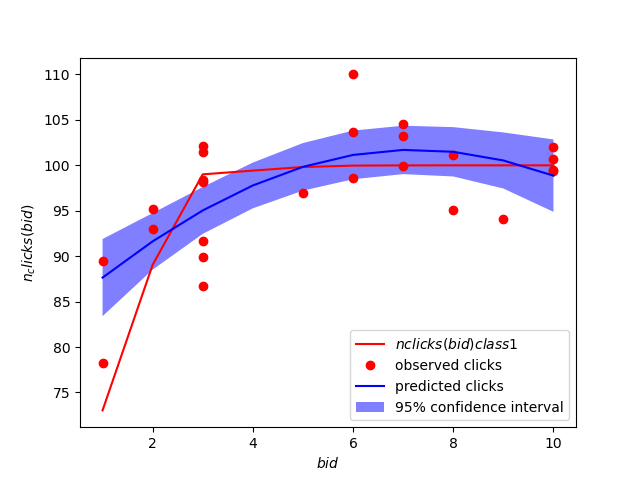 110
105
100
95
90
85
80
75
n_clicks(bid)
2
4
6
8
10
bid
nclicks(bid)class1
observed clicks
predicted clicks
95% confidence interval